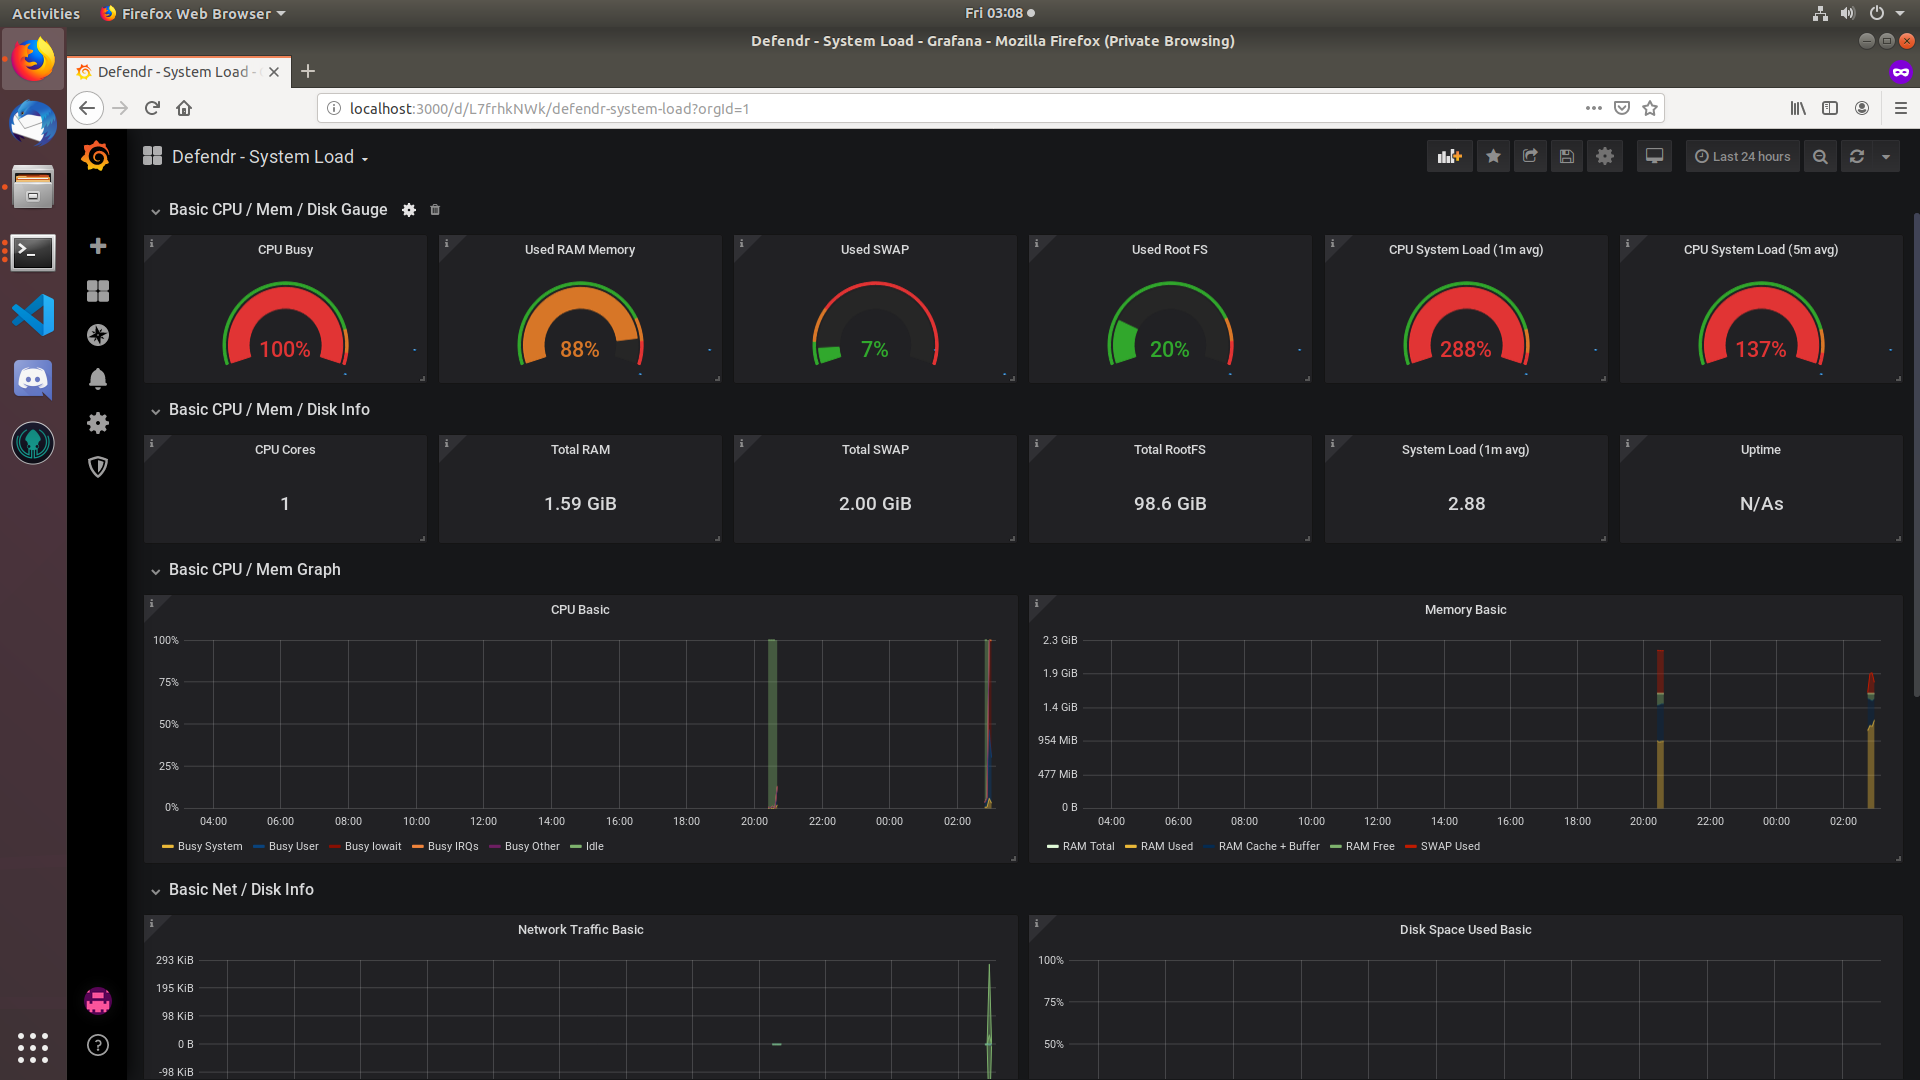 Activities Firefox Web Browser Fri 03:08
Defendr - System Load - Grafana - Mozilla Firefox (Private Browsing)
Defendr - System Load -
localhost:3000/d/L7frhkNWk/defendr-system-load?orgId=1
Defendr - System Load Last 24 hours
Basic CPU / Mem / Disk Gauge
CPU Busy Used RAM Memory Used SWAP Used Root FS CPU System Load (1m avg) CPU System Load (5m avg)
100% 88% 7% 20% 288% 137%
Basic CPU / Mem / Disk Info
CPU Cores Total RAM Total SWAP Total RootFS System Load (1m avg) Uptime
1 1.59 GiB 2.00 GiB 98.6 GiB 2.88 N/As
Basic CPU / Mem Graph
CPU Basic
100%
75%
50%
25%
0%
04:00 06:00 08:00 10:00 12:00 14:00 16:00 18:00 20:00 22:00 00:00 02:00
Busy System Busy User Busy Iowait Busy IRQs Busy Other Idle
Memory Basic
2.3 GiB
1.9 GiB
1.4 GiB
954 MiB
477 MiB
0 B
04:00 06:00 08:00 10:00 12:00 14:00 16:00 18:00 20:00 22:00 00:00 02:00
RAM Total RAM Used RAM Cache + Buffer RAM Free SWAP Used
Basic Net / Disk Info
Network Traffic Basic
293 KiB
195 KiB
98 KiB
0 B
-98 KiB
Disk Space Used Basic
100%
75%
50%